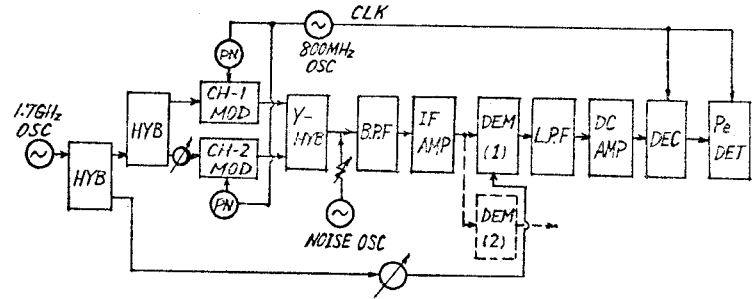 CLK
PN
800MHz
OSC
1.7GHz
OSC
HYB
HYB
CH-1
MOD
CH-2
MOD
PN
Y-
HYB
NOISE OSC
B.P.F
IF
AMP
DEM
(1)
DEM
(2)
L.P.F
DC
AMP
DEC
Pe
DET